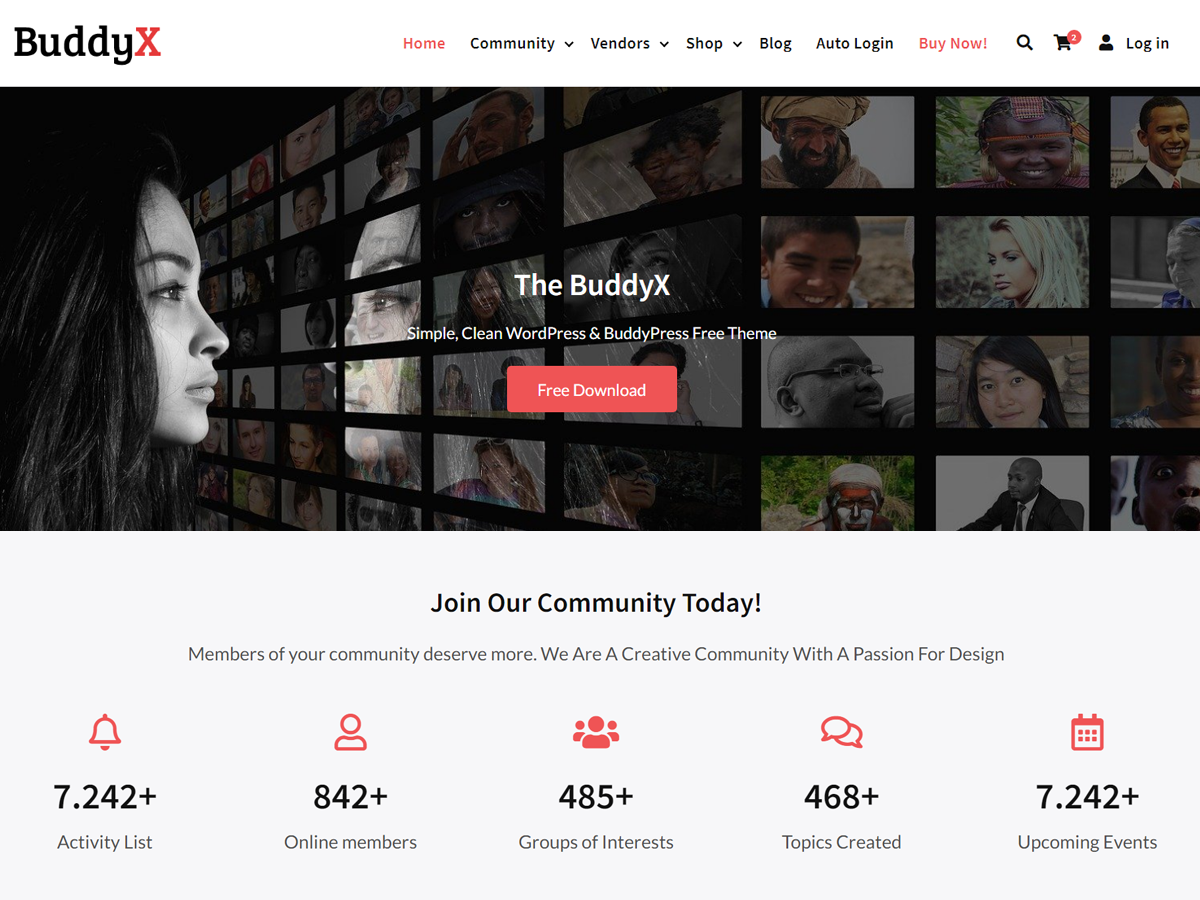 BuddyX
Home Community Vendors Shop Blog Auto Login Buy Now! 2 Log in
The BuddyX
Simple, Clean WordPress & BuddyPress Free Theme
Free Download
Join Our Community Today!
Members of your community deserve more. We Are A Creative Community With A Passion For Design
7.242+ 842+ 485+ 468+ 7.242+
Activity List Online members Groups of Interests Topics Created Upcoming Events